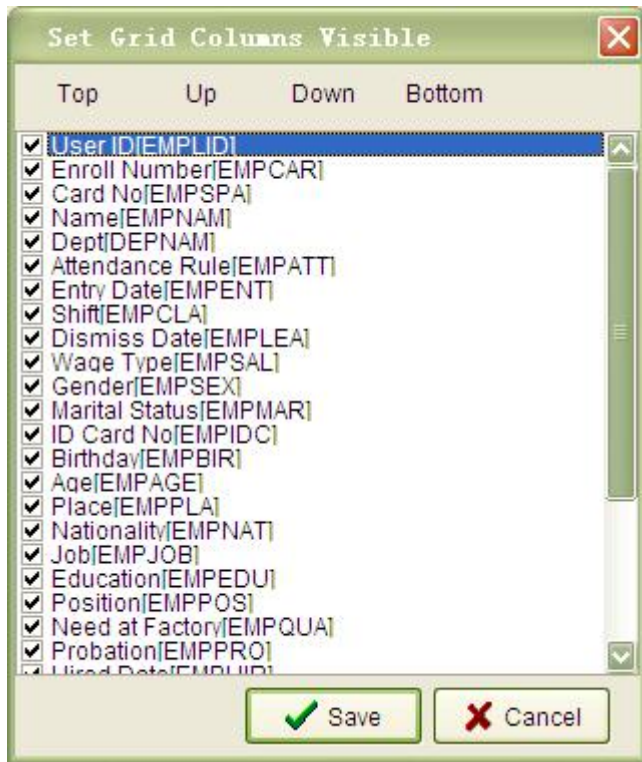 Set Grid Columns Visible
Top Up Down Bottom
User ID[EMPLID]
Enroll Number[EMPCAR]
Card No[EMPSPA]
Name[EMPNAM]
Dept[DEPNAM]
Attendance Rule[EMPATT]
Entry Date[EMPENT]
Shift[EMPCLA]
Dismiss Date[EMPLEA]
Wage Type[EMPSAL]
Gender[EMPSEX]
Marital Status[EMPMAR]
ID Card No[EMPIDC]
Birthday[EMPBIR]
Age[EMPAGE]
Place[EMPPLA]
Nationality[EMPNAT]
Job[EMPJOB]
Education[EMPEDU]
Position[EMPPOS]
Need at Factory[EMPQUA]
Probation[EMPPRO]
Hired Date[EMPHIR]
Save Cancel